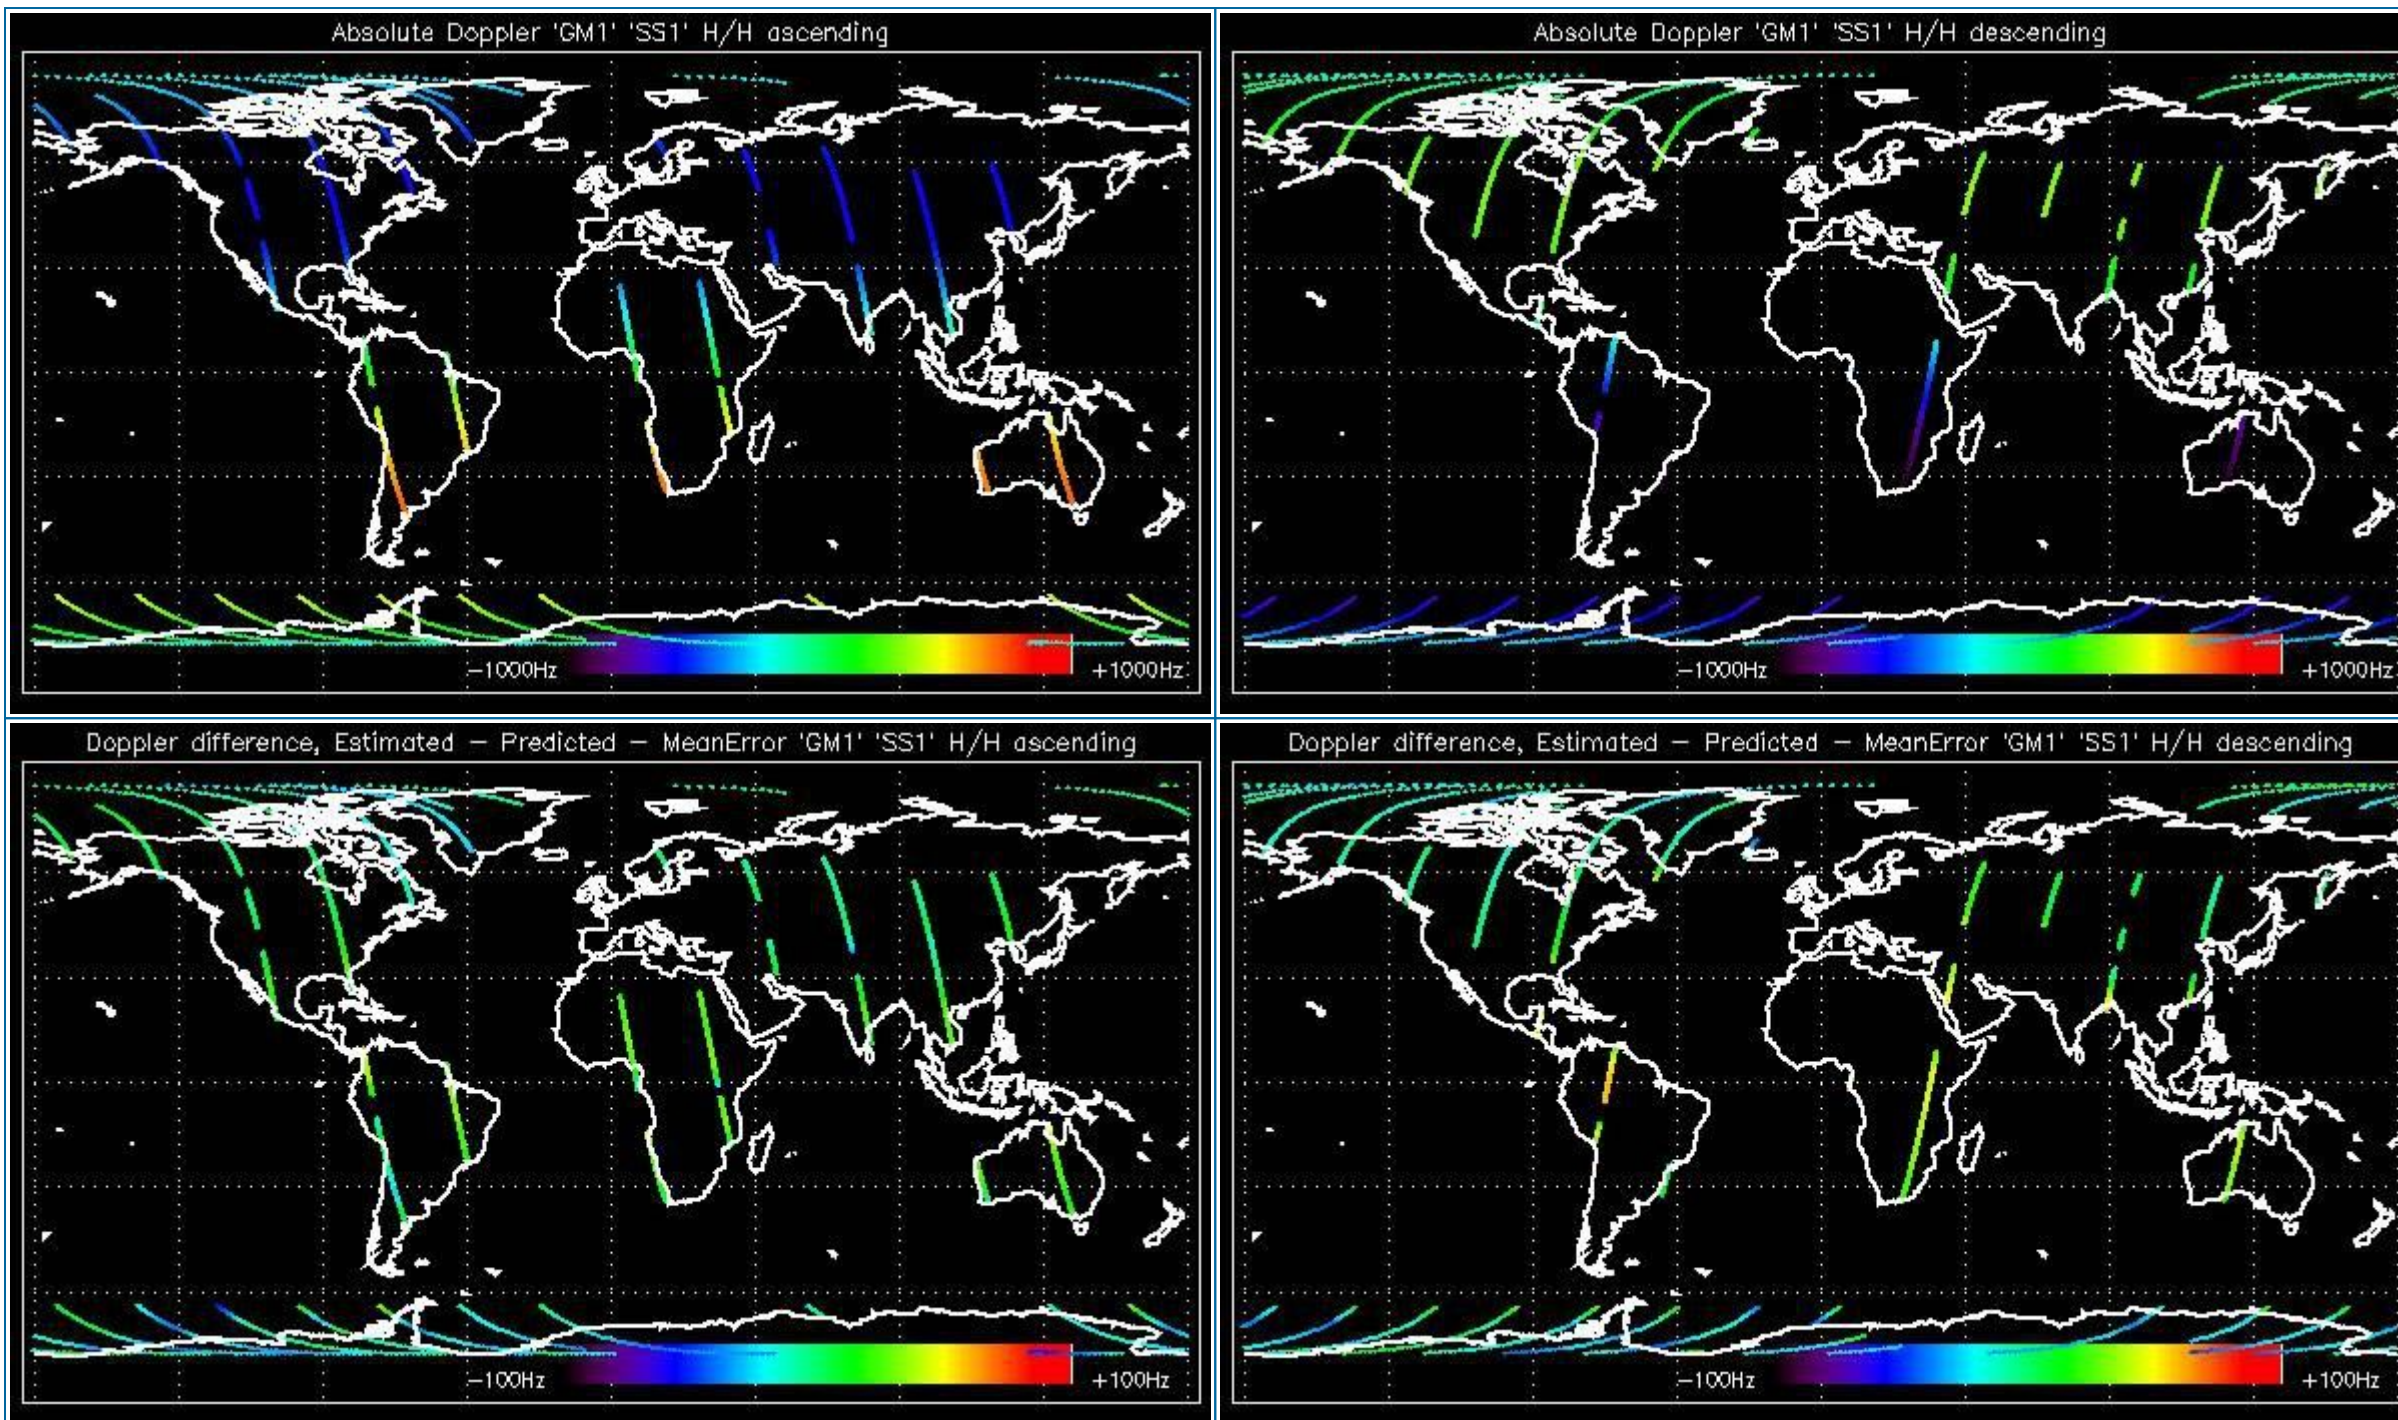 Absolute Doppler 'GM1' 'SS1' H/H ascending
−1000Hz
+1000Hz
Absolute Doppler 'GM1' 'SS1' H/H descending
−1000Hz
+1000Hz
Doppler difference, Estimated − Predicted − MeanError 'GM1' 'SS1' H/H ascending
−100Hz
+100Hz
Doppler difference, Estimated − Predicted − MeanError 'GM1' 'SS1' H/H descending
−100Hz
+100Hz